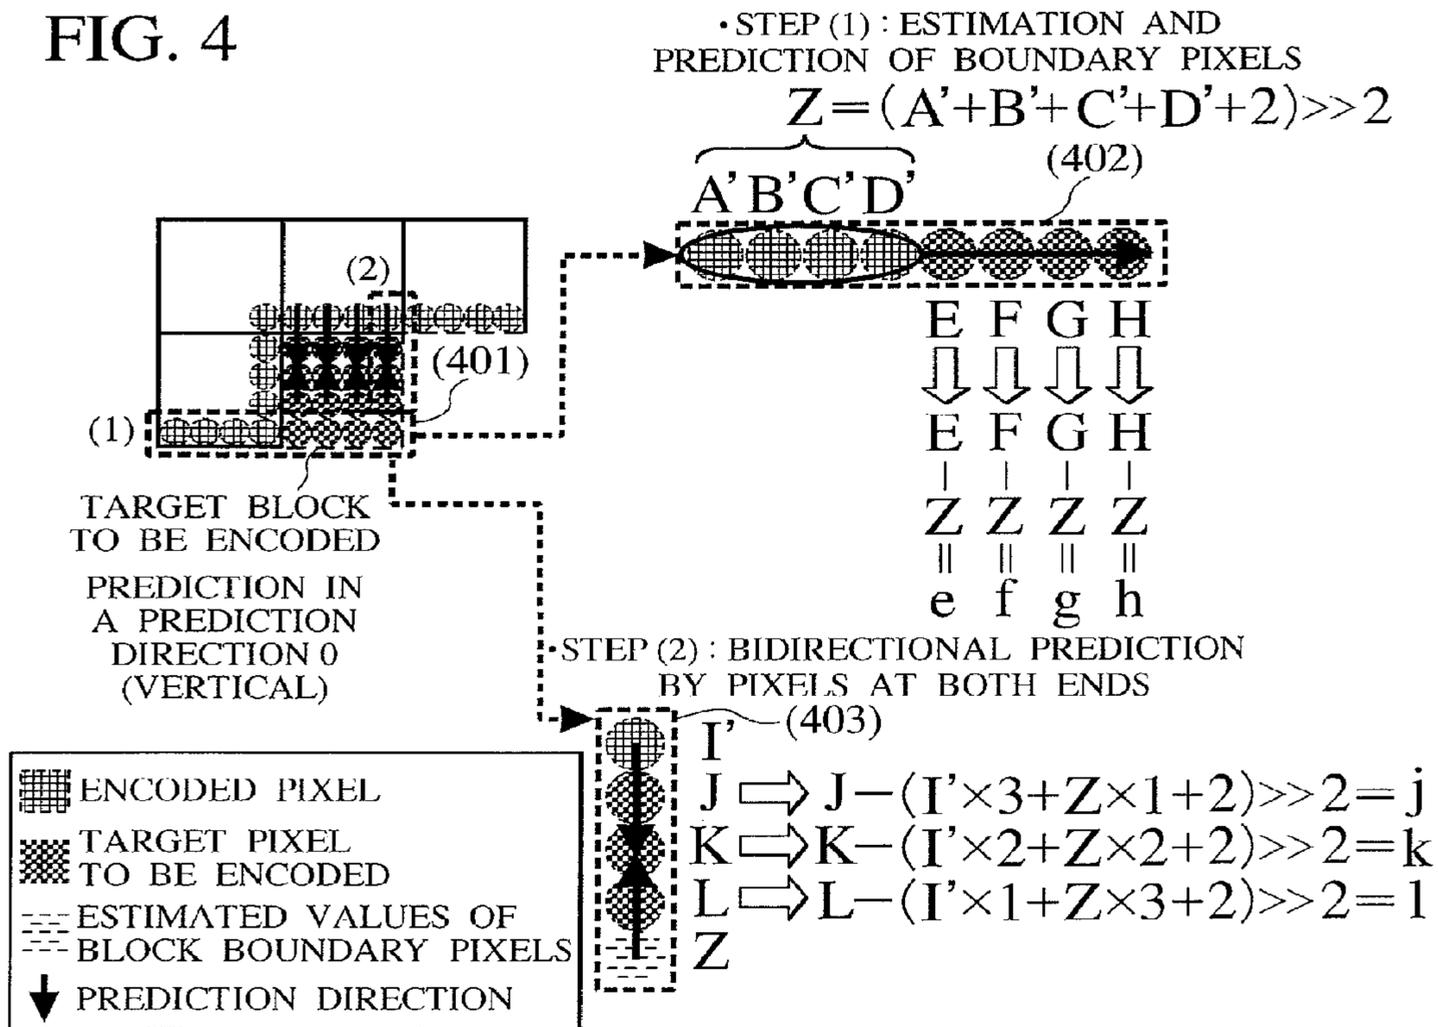 FIG. 4
・STEP (1) : ESTIMATION AND
PREDICTION OF BOUNDARY PIXELS
Z=(A'+B'+C'+D'+2)>>2
(402)
A' B' C' D'
(2)
(401)
(1)
E F G H
E F G H
Z Z Z Z
e f g h
TARGET BLOCK
TO BE ENCODED
PREDICTION IN
A PREDICTION
DIRECTION 0
(VERTICAL)
・STEP (2) : BIDIRECTIONAL PREDICTION
BY PIXELS AT BOTH ENDS
(403)
I'
J J−(I'×3+Z×1+2)>>2=j
K K−(I'×2+Z×2+2)>>2=k
L L−(I'×1+Z×3+2)>>2=l
Z
ENCODED PIXEL
TARGET PIXEL
TO BE ENCODED
ESTIMATED VALUES OF
BLOCK BOUNDARY PIXELS
PREDICTION DIRECTION